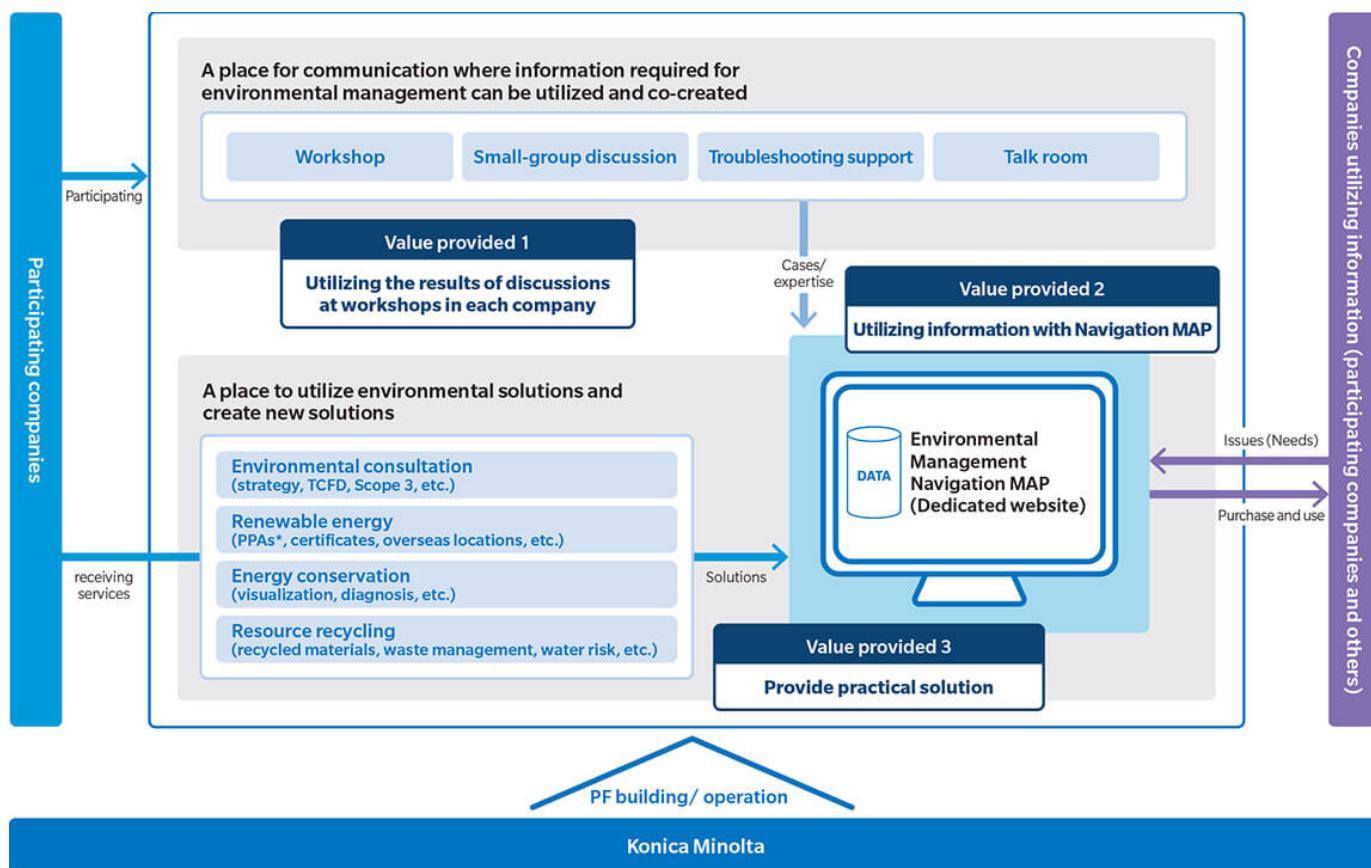 A place for communication where information required for
environmental management can be utilized and co-created
Workshop
Small-group discussion
Troubleshooting support
Talk room
Participating
Participating companies
Value provided 1
Utilizing the results of discussions
at workshops in each company
Cases/
expertise
Value provided 2
Utilizing information with Navigation MAP
A place to utilize environmental solutions and
create new solutions
Environmental consultation
(strategy, TCFD, Scope 3, etc.)
Renewable energy
(PPAs*, certificates, overseas locations, etc.)
Energy conservation
(visualization, diagnosis, etc.)
Resource recycling
(recycled materials, waste management, water risk, etc.)
receiving
services
Solutions
DATA
Environmental
Management
Navigation MAP
(Dedicated website)
Value provided 3
Provide practical solution
Issues (Needs)
Purchase and use
Companies utilizing information (participating companies and others)
PF building/ operation
Konica Minolta